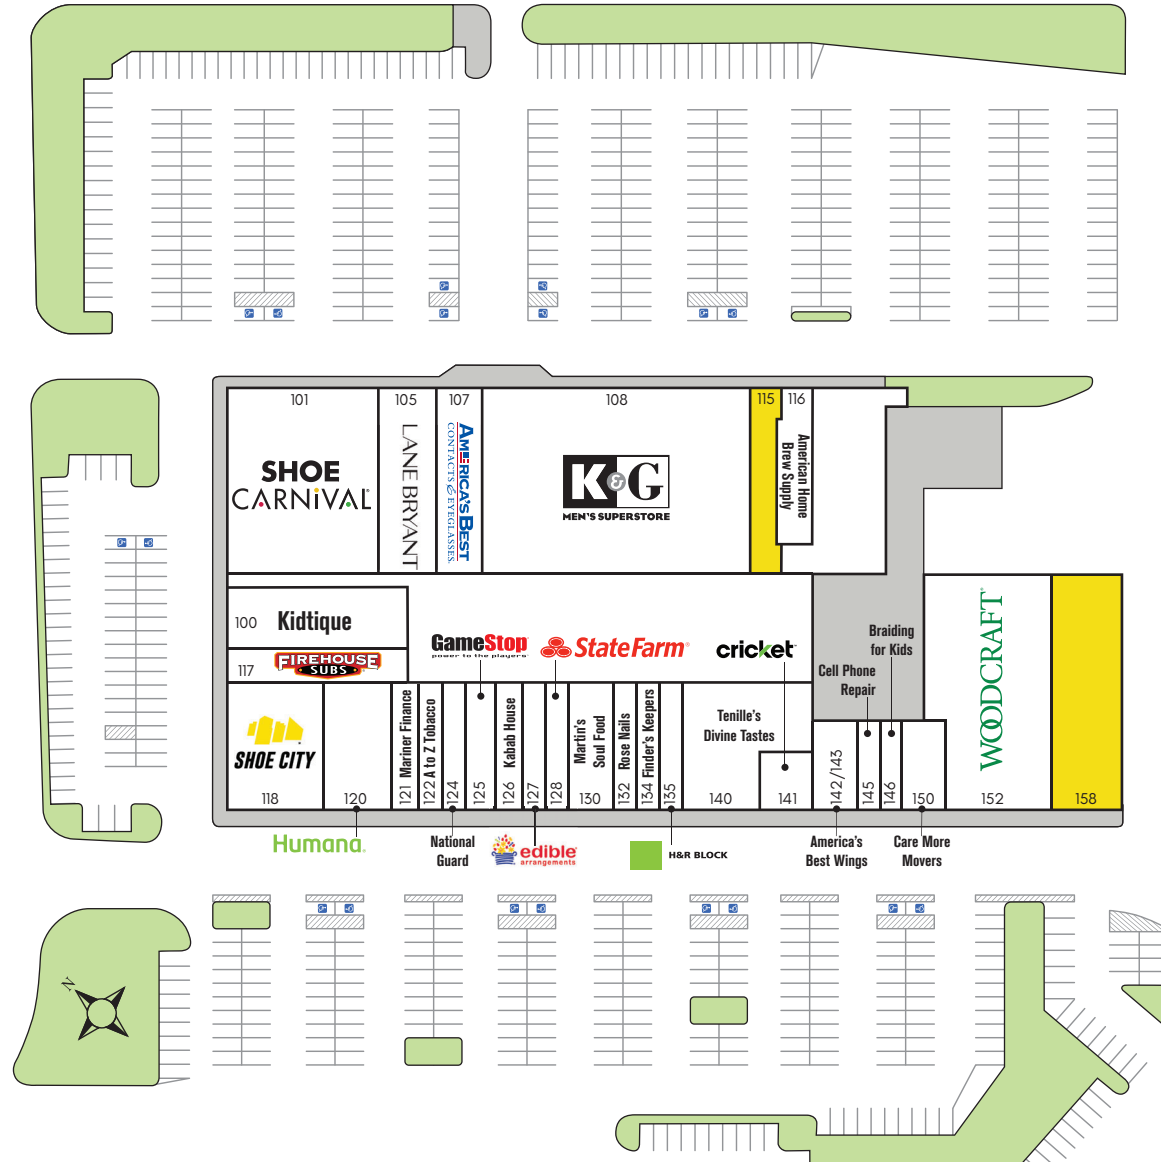 101
105
107
108
115
116
SHOE
CARNiVAL®
LANE BRYANT
AMERICA'S BEST
CONTACTS & EYEGLASSES.
K&G
MEN'S SUPERSTORE
American Home
Brew Supply
100
Kidtique
117
FIREHOUSE
SUBS
GameStop
power to the players®
State Farm®
cricket
Braiding
for Kids
Cell Phone
Repair
WOODCRAFT®
SHOE CITY
Mariner Finance
A to Z Tobacco
Kabab House
Martin's
Soul Food
Rose Nails
Finder's Keepers
Tenille's
Divine Tastes
118
120
121
122
124
125
126
127
128
130
132
134
135
140
141
142/143
145
146
150
152
158
Humana.
National
Guard
edible®
arrangements
H&R BLOCK
America's
Best Wings
Care More
Movers
N